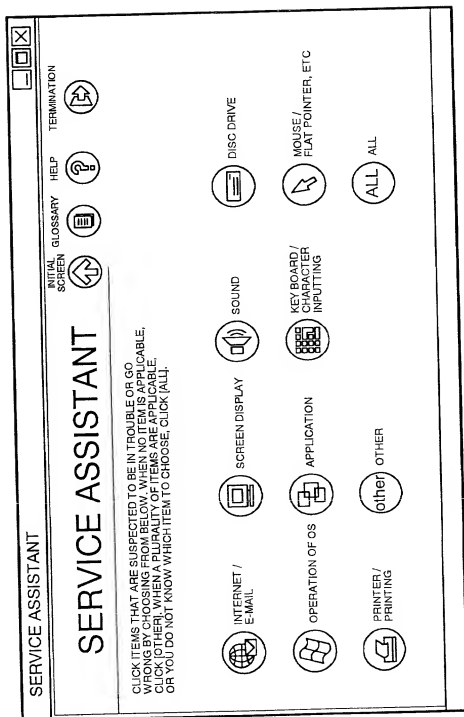 SERVICE ASSISTANT
SERVICE ASSISTANT
INITIAL
SCREEN
GLOSSARY
HELP
TERMINATION
CLICK ITEMS THAT ARE SUSPECTED TO BE IN TROUBLE OR GO
WRONG BY CHOOSING FROM BELOW. WHEN NO ITEM IS APPLICABLE,
CLICK [OTHER]. WHEN A PLURALITY OF ITEMS ARE APPLICABLE,
OR YOU DO NOT KNOW WHICH ITEM TO CHOOSE, CLICK [ALL].
INTERNET /
E-MAIL
SCREEN DISPLAY
SOUND
DISC DRIVE
OPERATION OF OS
APPLICATION
KEY BOARD /
CHARACTER
INPUTTING
MOUSE /
FLAT POINTER, ETC
PRINTER /
PRINTING
other OTHER
ALL ALL